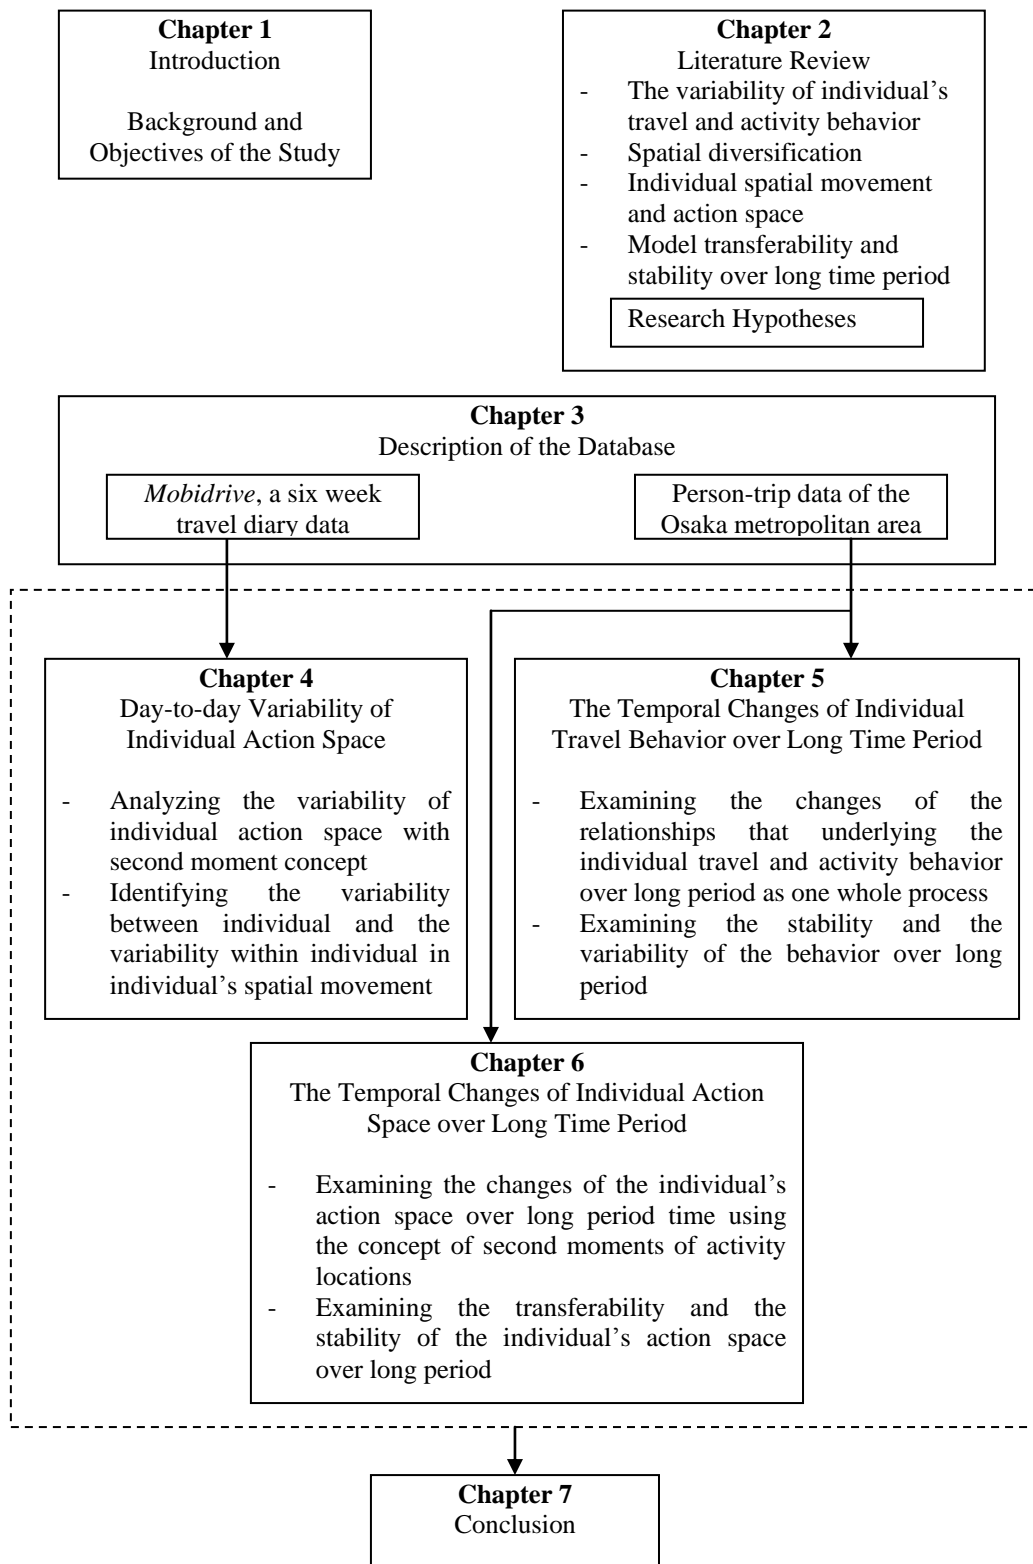 Chapter 1
Introduction
Background and
Objectives of the Study
Chapter 2
Literature Review
- The variability of individual's
travel and activity behavior
- Spatial diversification
- Individual spatial movement
and action space
- Model transferability and
stability over long time period
Research Hypotheses
Chapter 3
Description of the Database
Mobidrive, a six week
travel diary data
Person-trip data of the
Osaka metropolitan area
Chapter 4
Day-to-day Variability of
Individual Action Space
- Analyzing the variability of
individual action space with
second moment concept
- Identifying the variability
between individual and the
variability within individual in
individual's spatial movement
Chapter 5
The Temporal Changes of Individual
Travel Behavior over Long Time Period
- Examining the changes of the
relationships that underlying the
individual travel and activity behavior
over long period as one whole process
- Examining the stability and the
variability of the behavior over long
period
Chapter 6
The Temporal Changes of Individual Action
Space over Long Time Period
- Examining the changes of the individual's
action space over long period time using
the concept of second moments of activity
locations
- Examining the transferability and the
stability of the individual's action space
over long period
Chapter 7
Conclusion